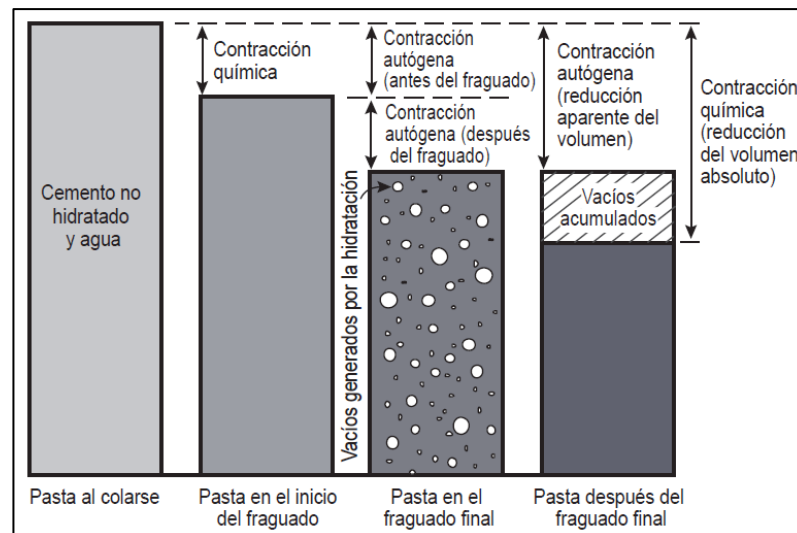 Contracción
química
Contracción
autógena
(antes del fraguado)
Contracción
autógena (después
del fraguado)
Contracción
autógena
(reducción
aparente del
volumen)
Contracción
química
(reducción
del volumen
absoluto)
Cemento no
hidratado
y agua
Vacíos generados por la hidratación
Vacíos
acumulados
Pasta al colarse
Pasta en el inicio
del fraguado
Pasta en el
fraguado final
Pasta después del
fraguado final